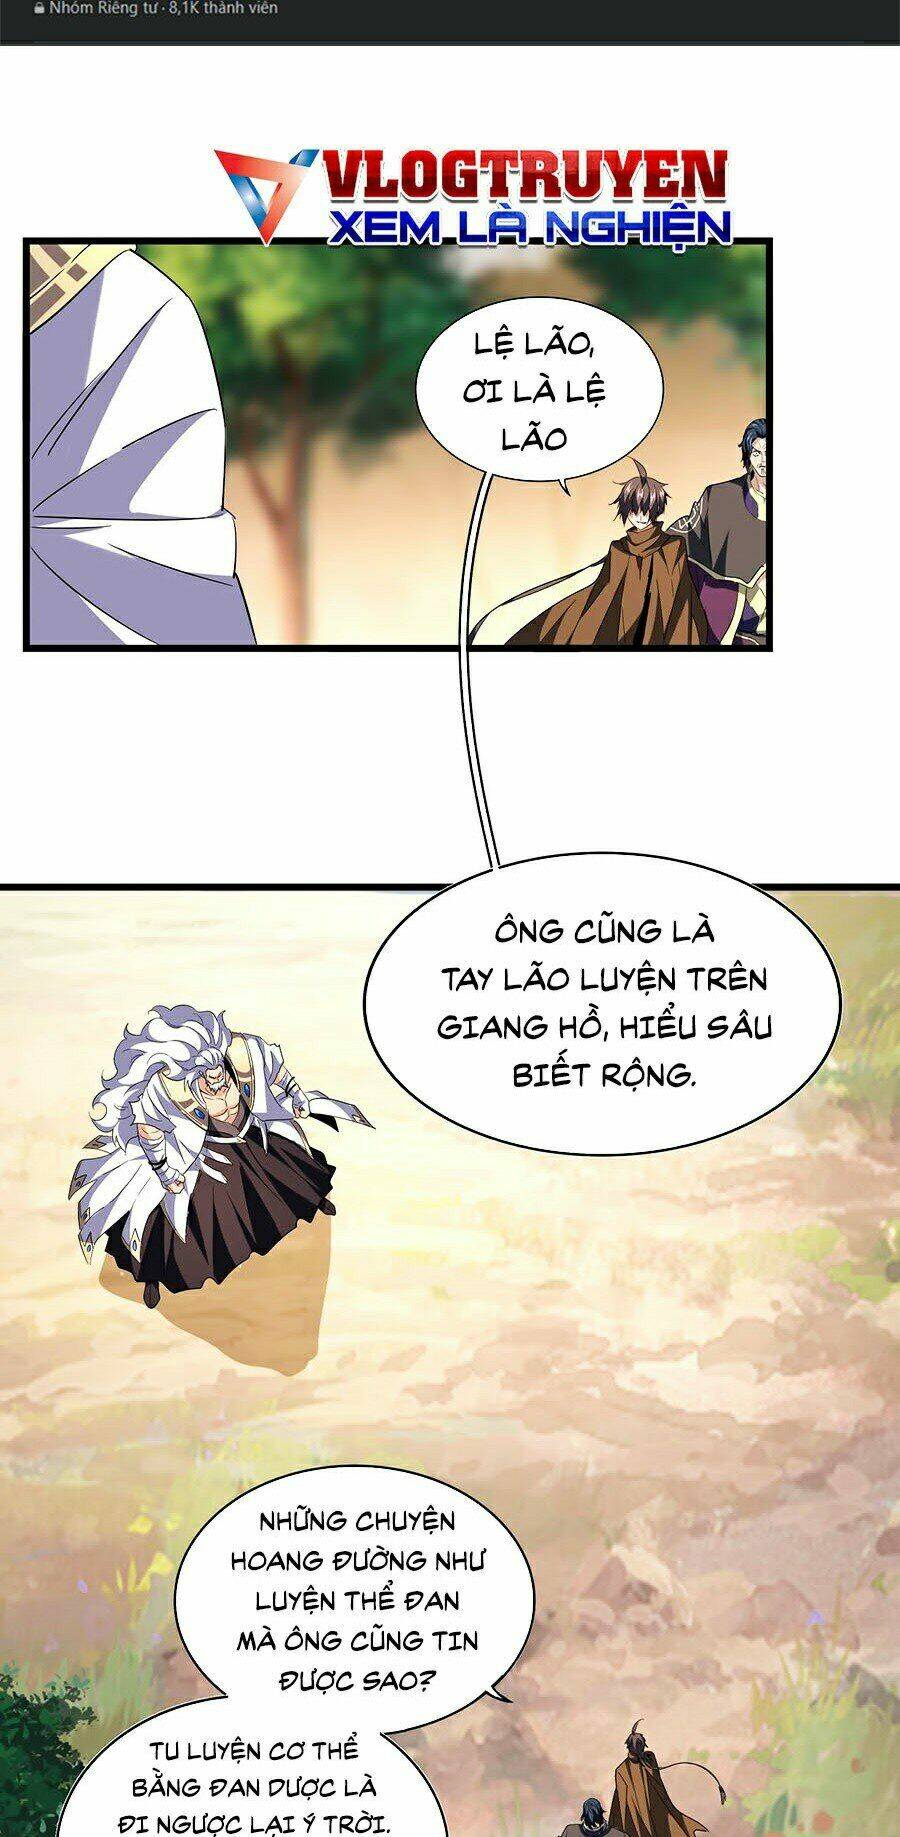 Nhóm Riêng tư · 8,1K thành viên
VLOGTRUYEN
XEM LÀ NGHIỆN
LỆ LÃO,
ƠI LÀ LỆ
LÃO
ÔNG CŨNG LÀ
TAY LÃO LUYỆN TRÊN
GIANG HỒ, HIỂU SÂU
BIẾT RỘNG.
NHỮNG CHUYỆN
HOANG ĐƯỜNG NHƯ
LUYỆN THỂ ĐAN
MÀ ÔNG CŨNG TIN
ĐƯỢC SAO?
TU LUYỆN CƠ THỂ
BẰNG ĐAN DƯỢC LÀ
ĐI NGƯỢC LẠI Ý TRỜI.